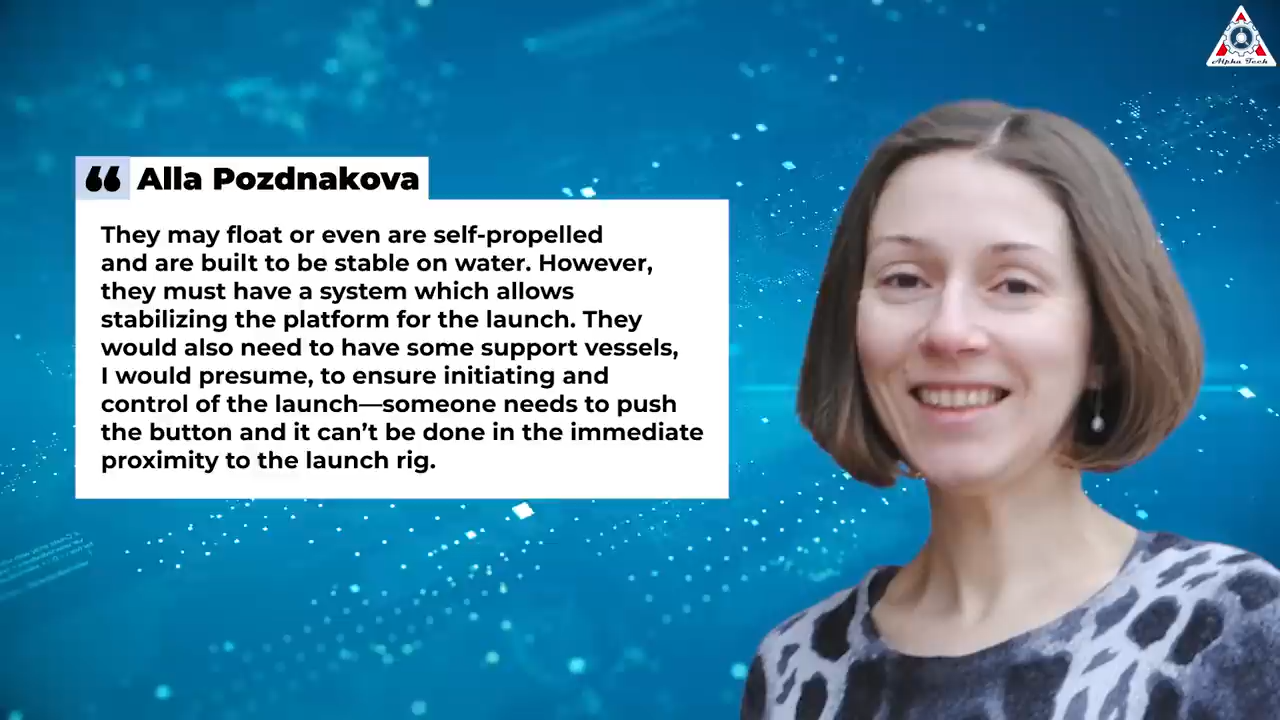 Alpha Tech
“ Alla Pozdnakova
They may float or even are self-propelled
and are built to be stable on water. However,
they must have a system which allows
stabilizing the platform for the launch. They
would also need to have some support vessels,
I would presume, to ensure initiating and
control of the launch—someone needs to push
the button and it can’t be done in the immediate
proximity to the launch rig.